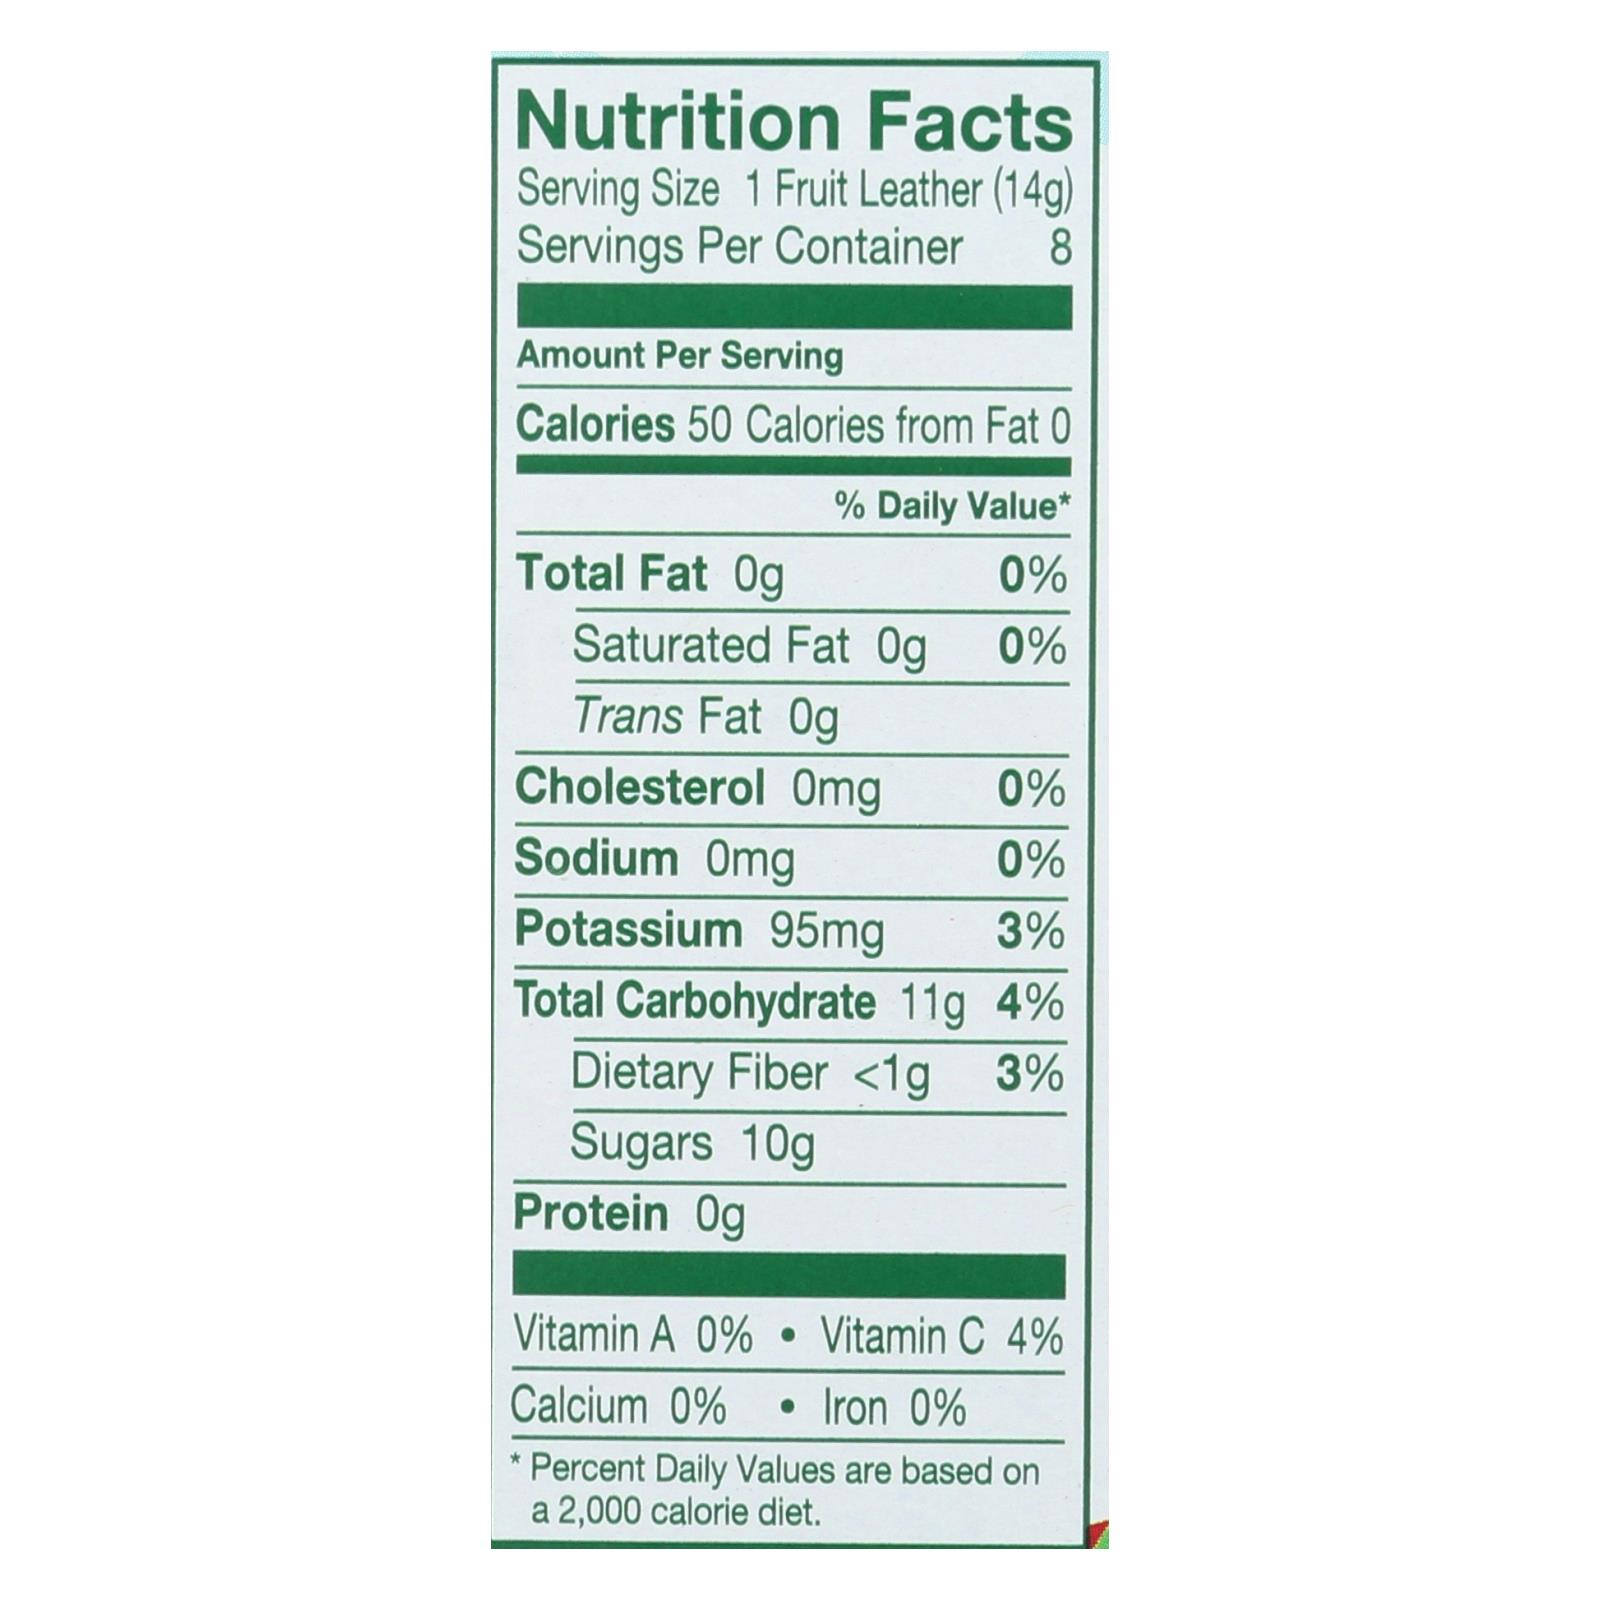 Nutrition Facts
Serving Size 1 Fruit Leather (14g)
Servings Per Container 8
Amount Per Serving
Calories 50 Calories from Fat 0
% Daily Value*
Total Fat 0g 0%
Saturated Fat 0g 0%
Trans Fat 0g
Cholesterol 0mg 0%
Sodium 0mg 0%
Potassium 95mg 3%
Total Carbohydrate 11g 4%
Dietary Fiber <1g 3%
Sugars 10g
Protein 0g
Vitamin A 0% • Vitamin C 4%
Calcium 0% • Iron 0%
* Percent Daily Values are based on
a 2,000 calorie diet.